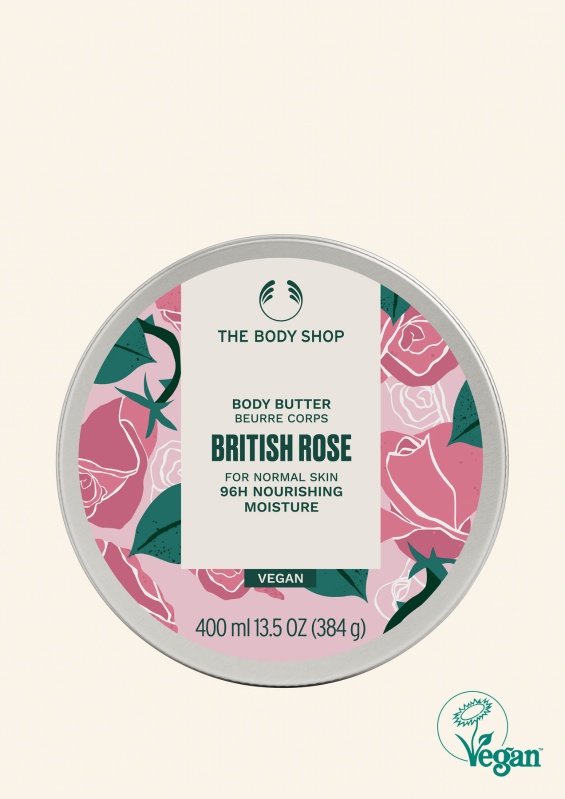 THE BODY SHOP
BODY BUTTER
BEURRE CORPS
BRITISH ROSE
FOR NORMAL SKIN
96H NOURISHING
MOISTURE
VEGAN
400 ml 13.5 OZ (384 g)
Vegan™